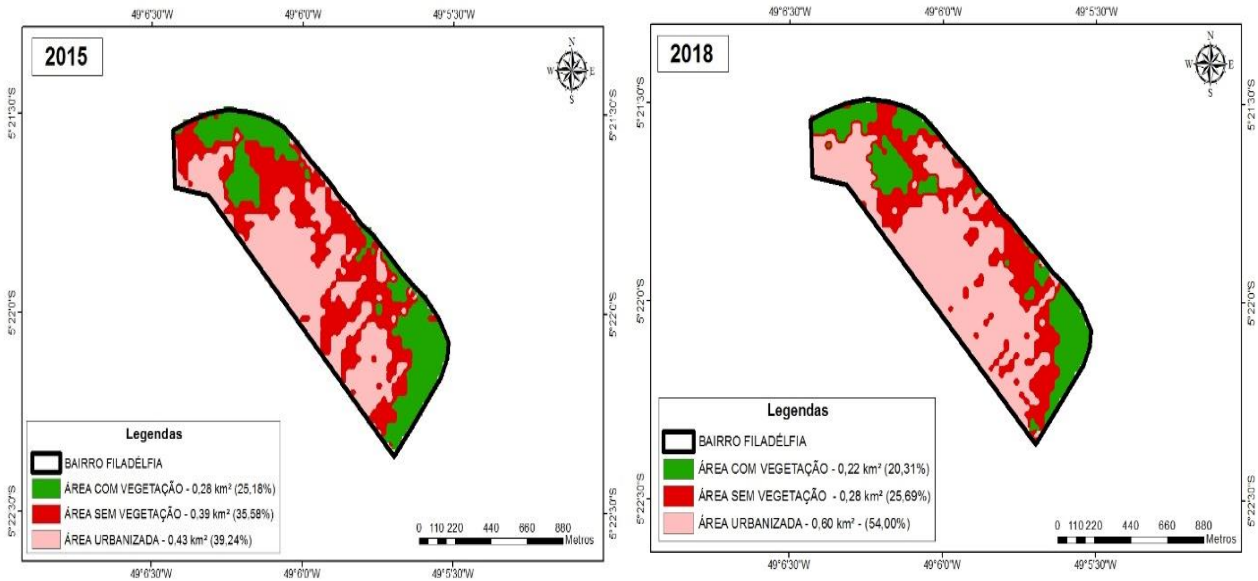 49°6'30"W 49°6'0"W 49°5'30"W
2015
N
W E
S
5°21'30"S
5°22'0"S
5°22'30"S
5°21'30"S
5°22'0"S
5°22'30"S
Legendas
BAIRRO FILADÉLFIA
ÁREA COM VEGETAÇÃO - 0,28 km² (25,18%)
ÁREA SEM VEGETAÇÃO - 0,39 km² (35,58%)
ÁREA URBANIZADA - 0,43 km² (39,24%)
0 110 220 440 660 880
Metros
49°6'30"W 49°6'0"W 49°5'30"W
49°6'30"W 49°6'0"W 49°5'30"W
2018
N
W E
S
5°21'30"S
5°22'0"S
5°22'30"S
5°21'30"S
5°22'0"S
5°22'30"S
Legendas
BAIRRO FILADÉLFIA
ÁREA COM VEGETAÇÃO - 0,22 km² (20,31%)
ÁREA SEM VEGETAÇÃO - 0,28 km² (25,69%)
ÁREA URBANIZADA - 0,60 km² - (54,00%)
0 110 220 440 660 880
Metros
49°6'30"W 49°6'0"W 49°5'30"W